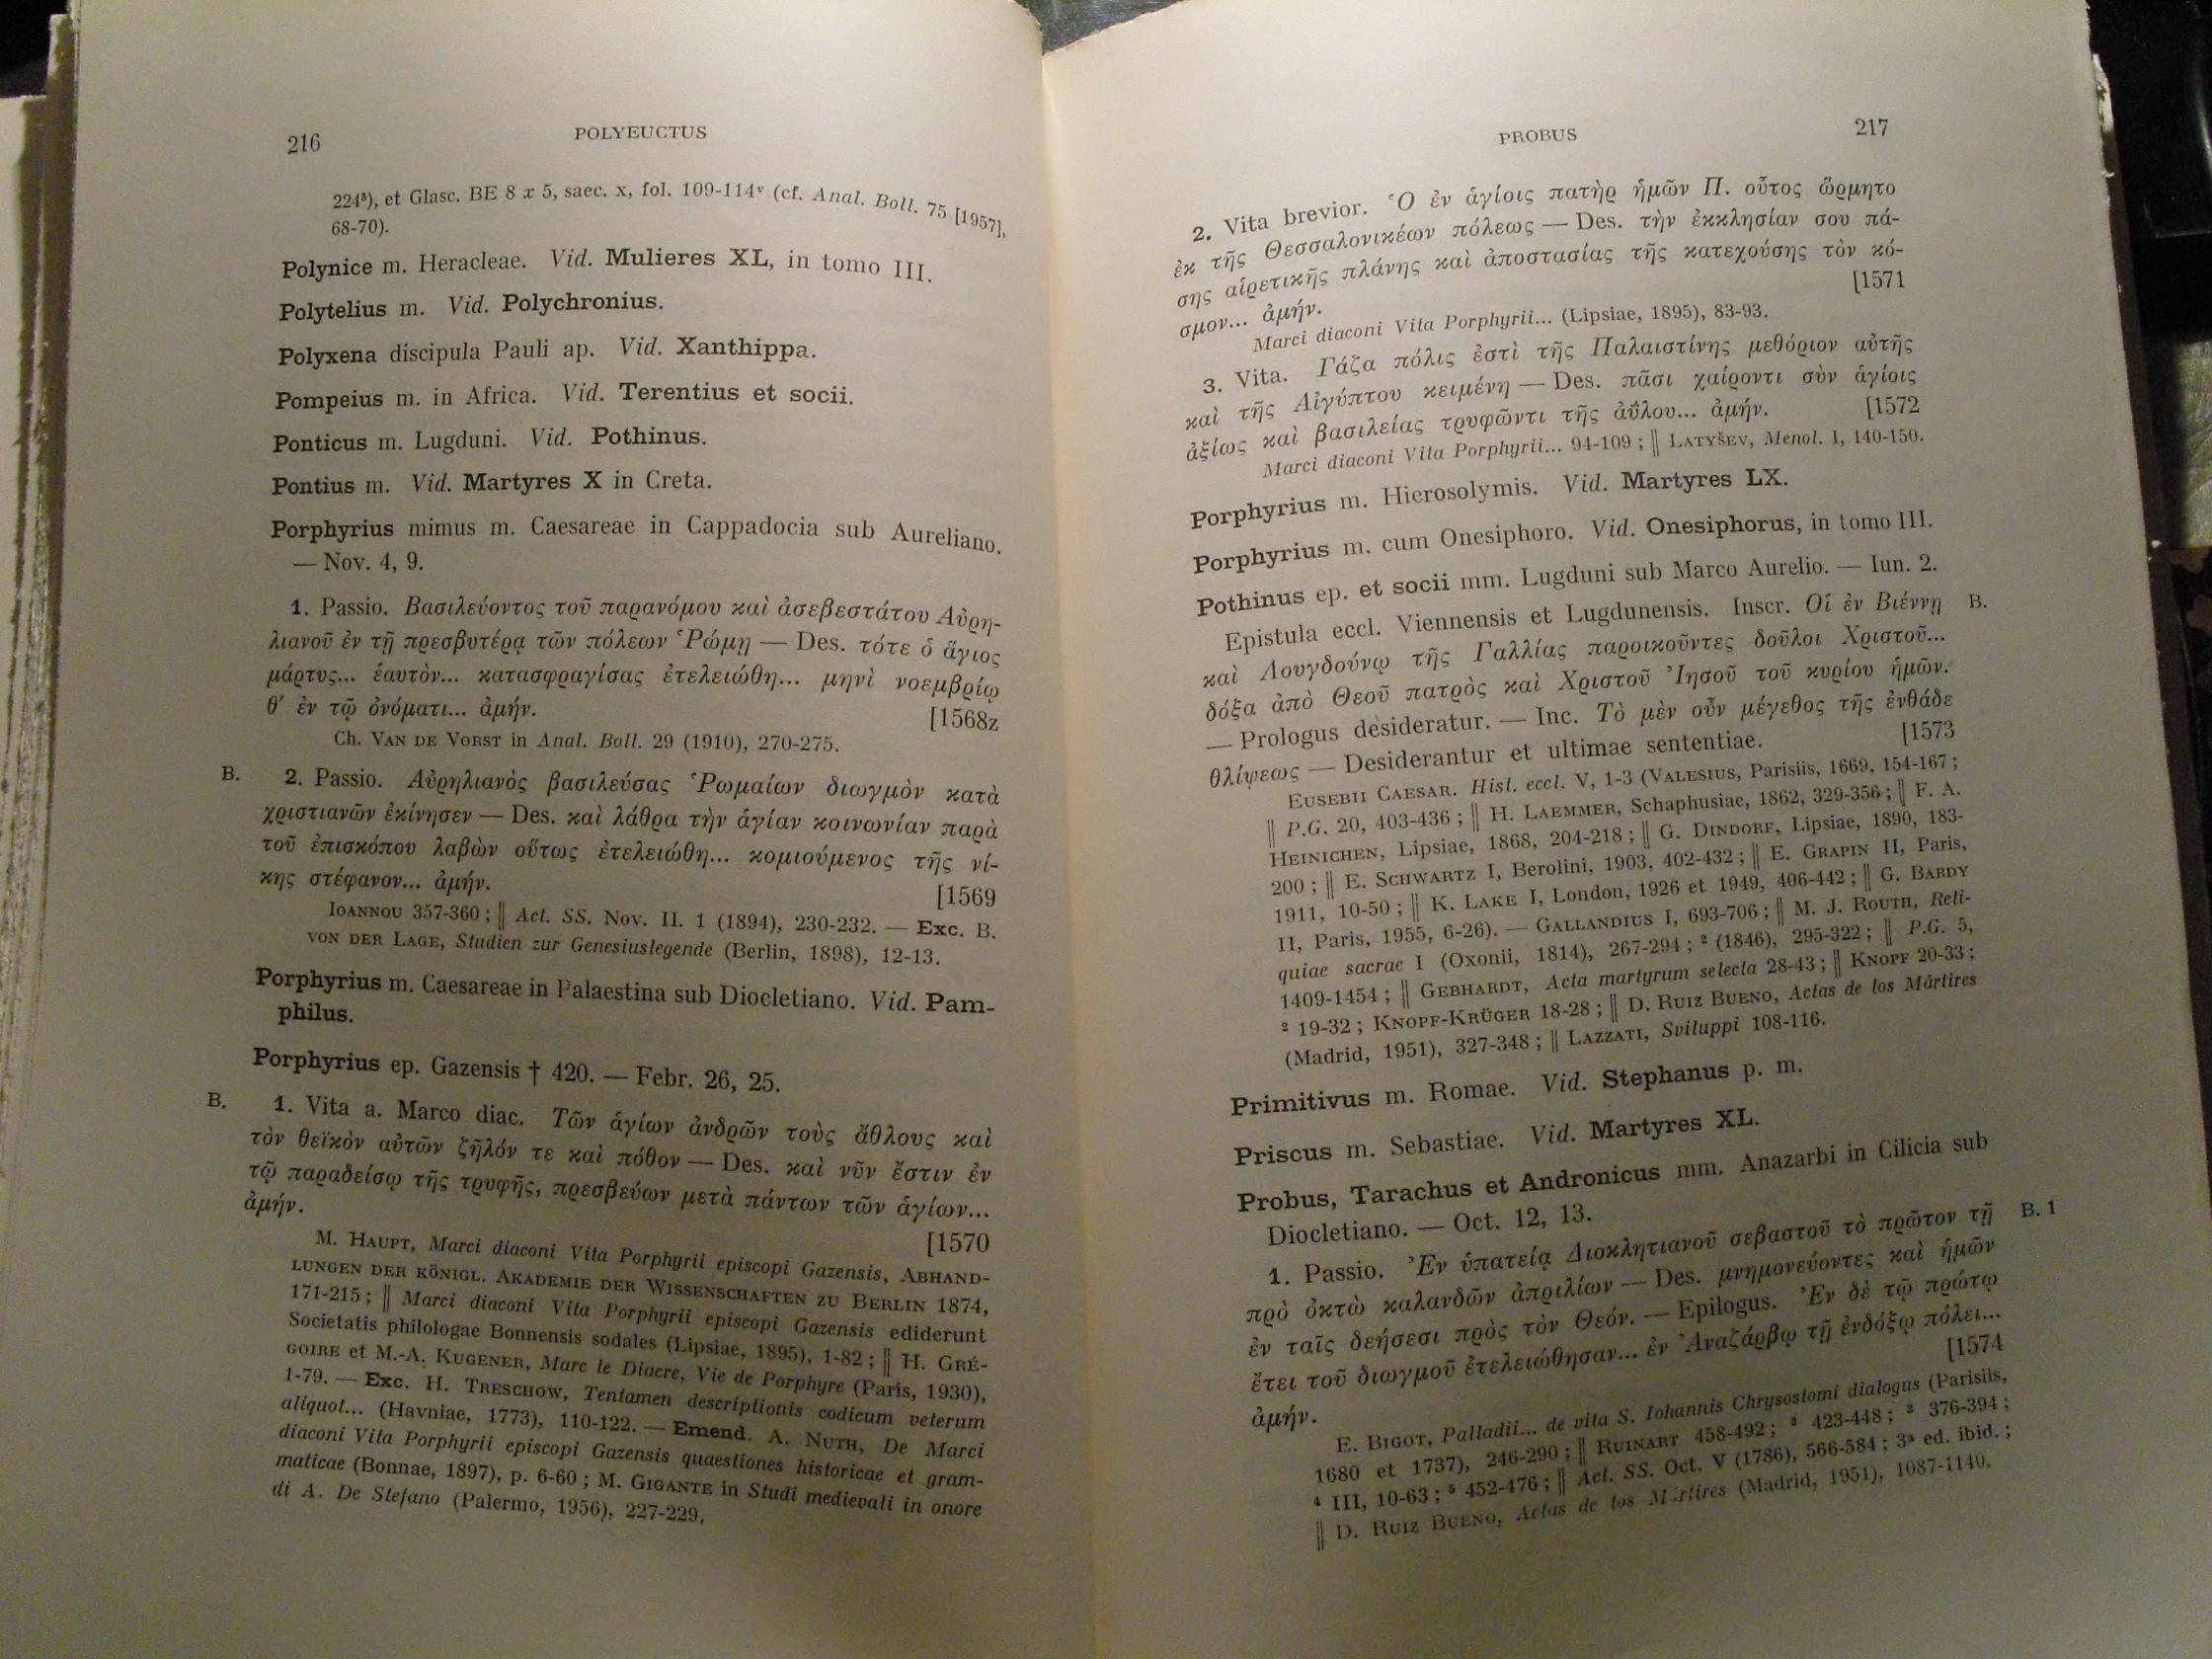 216
POLYEUCTUS
224⁵), et Glasc. BE 8 x 5, saec. x, fol. 109-114ᵛ (cf. Anal. Boll. 75 [1957],
68-70).
Polynice m. Heracleae. Vid. Mulieres XL, in tomo III.
Polytelius m. Vid. Polychronius.
Polyxena discipula Pauli ap. Vid. Xanthippa.
Pompeius m. in Africa. Vid. Terentius et socii.
Ponticus m. Lugduni. Vid. Pothinus.
Pontius m. Vid. Martyres X in Creta.
Porphyrius mimus m. Caesareae in Cappadocia sub Aureliano.
— Nov. 4, 9.
1. Passio. Βασιλεύοντος τοῦ παρανόμου καὶ ἀσεβεστάτου Αὐρη-
λιανοῦ ἐν τῇ πρεσβυτέρᾳ τῶν πόλεων Ῥώμῃ — Des. τότε ὁ ἅγιος
μάρτυς... ἑαυτὸν... κατασφραγίσας ἐτελειώθη... μηνὶ νοεμβρίῳ
θ′ ἐν τῷ ὀνόματι... ἀμήν. [1568z
Ch. VAN DE VORST in Anal. Boll. 29 (1910), 270-275.
B. 2. Passio. Αὐρηλιανὸς βασιλεύσας Ῥωμαίων διωγμὸν κατὰ
χριστιανῶν ἐκίνησεν — Des. καὶ λάθρα τὴν ἁγίαν κοινωνίαν παρὰ
τοῦ ἐπισκόπου λαβὼν οὕτως ἐτελειώθη... κομιούμενος τῆς νί-
κης στέφανον... ἀμήν. [1569
IOANNOU 357-360 ; || Act. SS. Nov. II. 1 (1894), 230-232. — Exc. B.
VON DER LAGE, Studien zur Genesiuslegende (Berlin, 1898), 12-13.
Porphyrius m. Caesareae in Palaestina sub Diocletiano. Vid. Pam-
philus.
Porphyrius ep. Gazensis † 420. — Febr. 26, 25.
B. 1. Vita a. Marco diac. Τῶν ἁγίων ἀνδρῶν τοὺς ἄθλους καὶ
τὸν θεϊκὸν αὐτῶν ζῆλόν τε καὶ πόθον — Des. καὶ νῦν ἔστιν ἐν
τῷ παραδείσῳ τῆς τρυφῆς, πρεσβεύων μετὰ πάντων τῶν ἁγίων...
ἀμήν. [1570
M. HAUPT, Marci diaconi Vita Porphyrii episcopi Gazensis, ABHAND-
LUNGEN DER KÖNIGL. AKADEMIE DER WISSENSCHAFTEN ZU BERLIN 1874,
171-215 ; || Marci diaconi Vita Porphyrii episcopi Gazensis ediderunt
Societatis philologae Bonnensis sodales (Lipsiae, 1895), 1-82 ; || H. GRÉ-
GOIRE et M.-A. KUGENER, Marc le Diacre, Vie de Porphyre (Paris, 1930),
1-79. — Exc. H. TRESCHOW, Tentamen descriptionis codicum veterum
aliquot... (Havniae, 1773), 110-122. — Emend. A. NUTH, De Marci
diaconi Vita Porphyrii episcopi Gazensis quaestiones historicae et gram-
maticae (Bonnae, 1897), p. 6-60 ; M. GIGANTE in Studi medievali in onore
di A. De Stefano (Palermo, 1956), 227-229.
PROBUS
217
2. Vita brevior. Ὁ ἐν ἁγίοις πατὴρ ἡμῶν Π. οὗτος ὥρμητο
ἐκ τῆς Θεσσαλονικέων πόλεως — Des. τὴν ἐκκλησίαν σου πά-
σης αἱρετικῆς πλάνης καὶ ἀποστασίας τῆς κατεχούσης τὸν κό-
σμον... ἀμήν. [1571
Marci diaconi Vita Porphyrii... (Lipsiae, 1895), 83-93.
3. Vita. Γάζα πόλις ἐστὶ τῆς Παλαιστίνης μεθόριον αὐτῆς
καὶ τῆς Αἰγύπτου κειμένη — Des. πᾶσι χαίροντι σὺν ἁγίοις
ἀξίως καὶ βασιλείας τρυφῶντι τῆς ἀΰλου... ἀμήν. [1572
Marci diaconi Vita Porphyrii... 94-109 ; || LATYŠEV, Menol. I, 140-150.
Porphyrius m. Hierosolymis. Vid. Martyres LX.
Porphyrius m. cum Onesiphoro. Vid. Onesiphorus, in tomo III.
Pothinus ep. et socii mm. Lugduni sub Marco Aurelio. — Iun. 2.
Epistula eccl. Viennensis et Lugdunensis. Inscr. Οἱ ἐν Βιέννῃ B.
καὶ Λουγδούνῳ τῆς Γαλλίας παροικοῦντες δοῦλοι Χριστοῦ...
δόξα ἀπὸ Θεοῦ πατρὸς καὶ Χριστοῦ Ἰησοῦ τοῦ κυρίου ἡμῶν.
— Prologus desideratur. — Inc. Τὸ μὲν οὖν μέγεθος τῆς ἐνθάδε
θλίψεως — Desiderantur et ultimae sententiae. [1573
EUSEBII CAESAR. Hist. eccl. V, 1-3 (VALESIUS, Parisiis, 1669, 154-167 ;
|| P.G. 20, 403-436 ; || H. LAEMMER, Schaphusiae, 1862, 329-356 ; || F. A.
HEINICHEN, Lipsiae, 1868, 204-218 ; || G. DINDORF, Lipsiae, 1890, 183-
200 ; || E. SCHWARTZ I, Berolini, 1903, 402-432 ; || E. GRAPIN II, Paris,
1911, 10-50 ; || K. LAKE I, London, 1926 et 1949, 406-442 ; || G. BARDY
II, Paris, 1955, 6-26). — GALLANDIUS I, 693-706 ; || M. J. ROUTH, Reli-
quiae sacrae I (Oxonii, 1814), 267-294 ; ² (1846), 295-322 ; || P.G. 5,
1409-1454 ; || GEBHARDT, Acta martyrum selecta 28-43 ; || KNOPF 20-33 ;
² 19-32 ; KNOPF-KRÜGER 18-28 ; || D. RUIZ BUENO, Actas de los Mártires
(Madrid, 1951), 327-348 ; || LAZZATI, Sviluppi 108-116.
Primitivus m. Romae. Vid. Stephanus p. m.
Priscus m. Sebastiae. Vid. Martyres XL.
Probus, Tarachus et Andronicus mm. Anazarbi in Cilicia sub
Diocletiano. — Oct. 12, 13.
1. Passio. Ἐν ὑπατείᾳ Διοκλητιανοῦ σεβαστοῦ τὸ πρῶτον τῇ B. 1
πρὸ ὀκτὼ καλανδῶν ἀπριλίων — Des. μνημονεύοντες καὶ ἡμῶν
ἐν ταῖς δεήσεσι πρὸς τὸν Θεόν. — Epilogus. Ἐν δὲ τῷ πρώτῳ
ἔτει τοῦ διωγμοῦ ἐτελειώθησαν... ἐν Ἀναζάρβῳ τῇ ἐνδόξῳ πόλει...
ἀμήν. [1574
E. BIGOT, Palladii... de vita S. Iohannis Chrysostomi dialogus (Parisiis,
1680 et 1737), 246-290 ; || RUINART 458-492 ; ² 423-448 ; ³ 376-394 ;
⁴ III, 10-63 ; ⁵ 452-476 ; || Act. SS. Oct. V (1786), 566-584 ; 3ᵃ ed. ibid. ;
|| D. RUIZ BUENO, Actas de los Mártires (Madrid, 1951), 1087-1140.